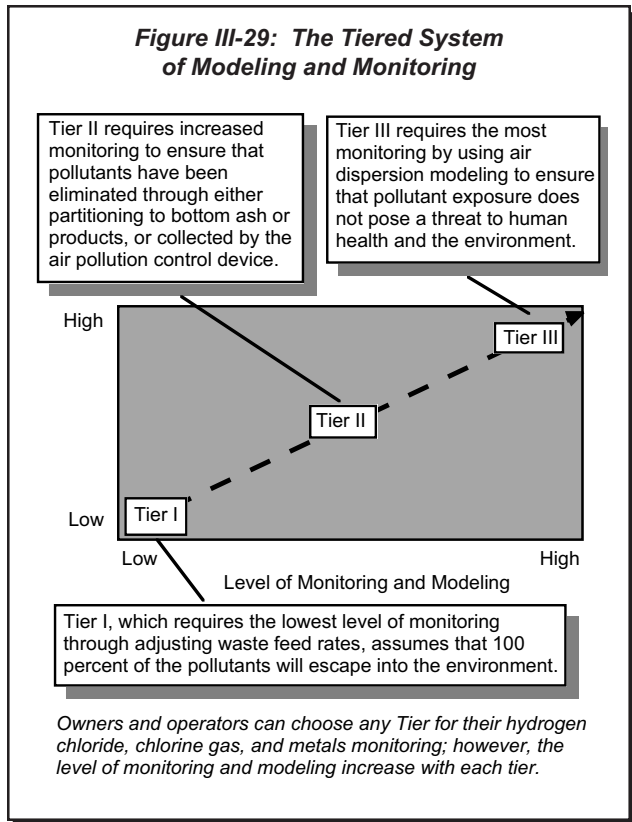 Figure III-29: The Tiered System
of Modeling and Monitoring
Tier II requires increased
monitoring to ensure that
pollutants have been
eliminated through either
partitioning to bottom ash or
products, or collected by the
air pollution control device.
Tier III requires the most
monitoring by using air
dispersion modeling to ensure
that pollutant exposure does
not pose a threat to human
health and the environment.
High
Tier III
Tier II
Low
Tier I
Low
High
Level of Monitoring and Modeling
Tier I, which requires the lowest level of monitoring
through adjusting waste feed rates, assumes that 100
percent of the pollutants will escape into the environment.
Owners and operators can choose any Tier for their hydrogen
chloride, chlorine gas, and metals monitoring; however, the
level of monitoring and modeling increase with each tier.